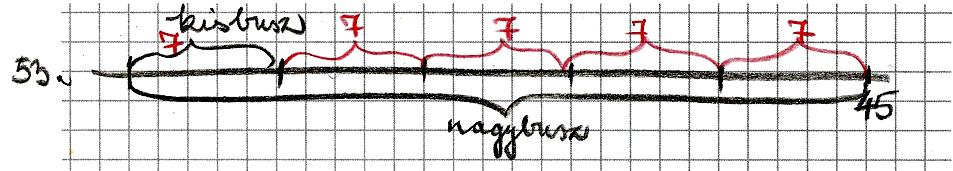 kisbusz
7 7 7 7 7
53.
45
nagybusz